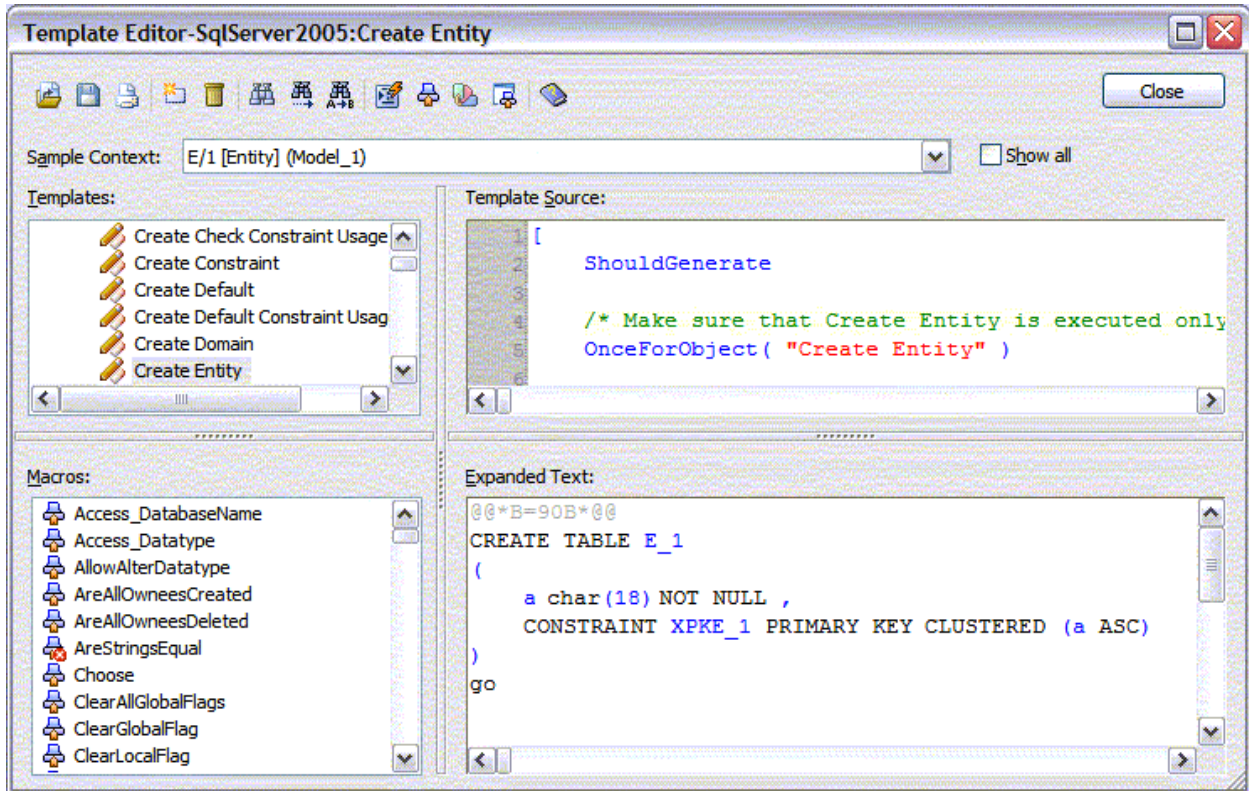 Template Editor-SqlServer2005:Create Entity
Close
Sample Context: E/1 [Entity] (Model_1) Show all
Templates:
Create Check Constraint Usage
Create Constraint
Create Default
Create Default Constraint Usag
Create Domain
Create Entity
Template Source:
1 [
2 ShouldGenerate
3
4 /* Make sure that Create Entity is executed only
5 OnceForObject( "Create Entity" )
6
Macros:
Access_DatabaseName
Access_Datatype
AllowAlterDatatype
AreAllOwneesCreated
AreAllOwneesDeleted
AreStringsEqual
Choose
ClearAllGlobalFlags
ClearGlobalFlag
ClearLocalFlag
Expanded Text:
@@*B=90B*@@
CREATE TABLE E_1
(
a char(18) NOT NULL ,
CONSTRAINT XPKE_1 PRIMARY KEY CLUSTERED (a ASC)
)
go